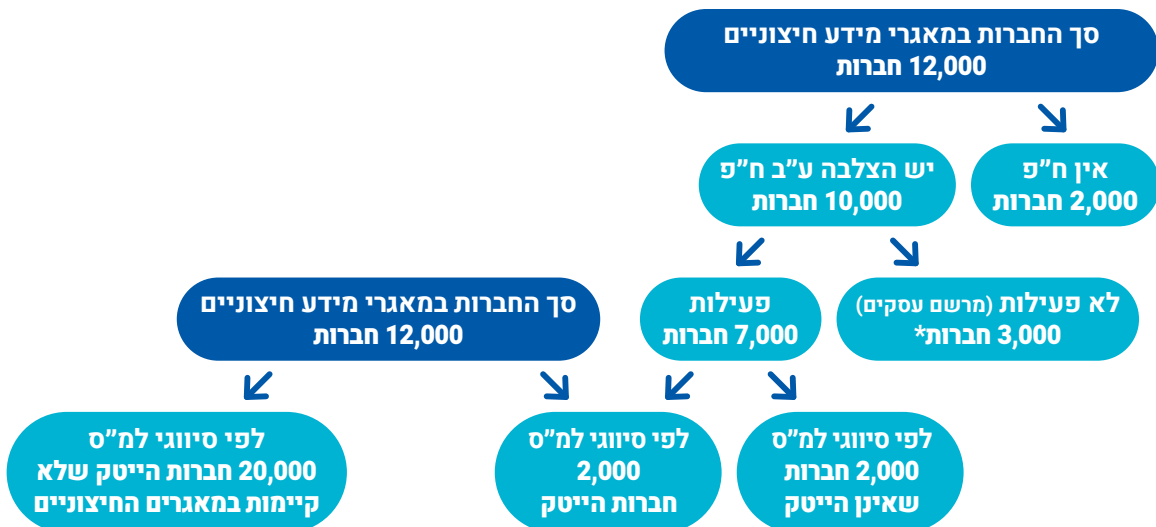 סך החברות במאגרי מידע חיצוניים
12,000 חברות
אין ח״פ
2,000 חברות
יש הצלבה ע״ב ח״פ
10,000 חברות
לא פעילות (מרשם עסקים)
3,000 חברות*
פעילות
7,000 חברות
סך החברות במאגרי מידע חיצוניים
12,000 חברות
לפי סיווגי למ״ס
2,000 חברות
שאינן הייטק
לפי סיווגי למ״ס
2,000
חברות הייטק
לפי סיווגי למ״ס
20,000 חברות הייטק שלא
קיימות במאגרים החיצוניים